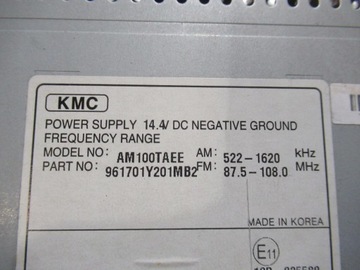 KMC
POWER SUPPLY 14.4/ DC NEGATIVE GROUND
FREQUENCY RANGE
MODEL NO: AM100TAEE AM: 522-1620 kHz
PART NO: 961701Y201MB2 FM: 87.5-108.0 MHz
MADE IN KOREA
E11